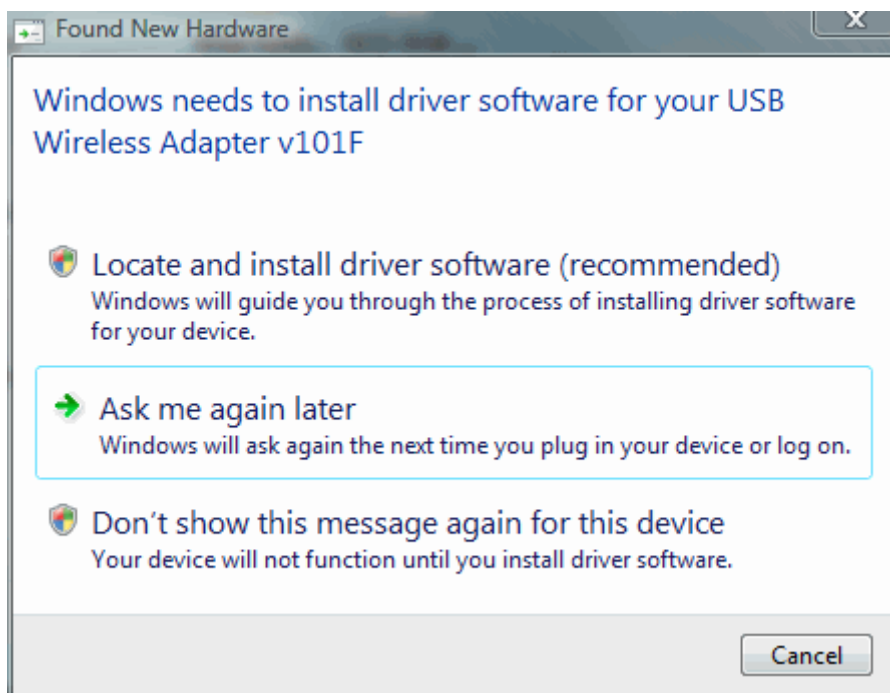 Found New Hardware
Windows needs to install driver software for your USB
Wireless Adapter v101F
Locate and install driver software (recommended)
Windows will guide you through the process of installing driver software
for your device.
Ask me again later
Windows will ask again the next time you plug in your device or log on.
Don't show this message again for this device
Your device will not function until you install driver software.
Cancel